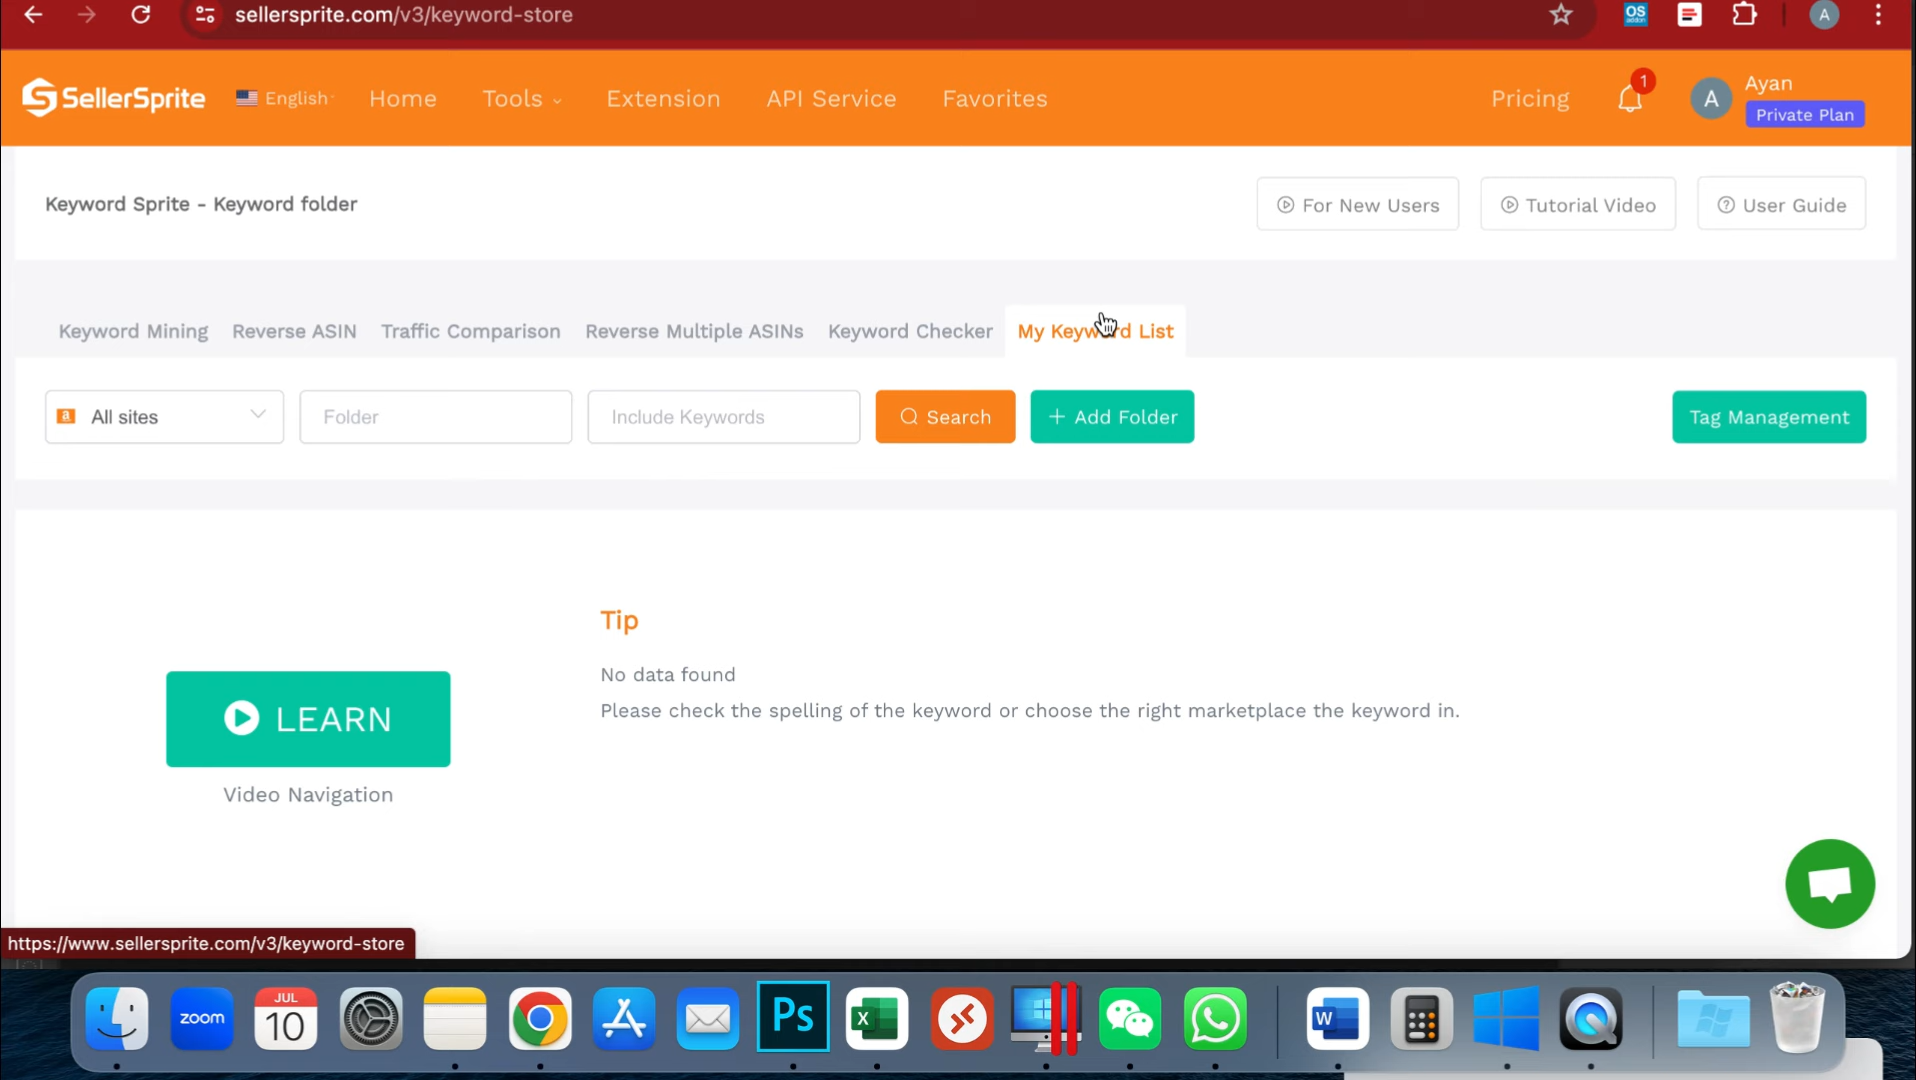 sellersprite.com/v3/keyword-store
OS
addon
A
SellerSprite
English
Home
Tools
Extension
API Service
Favorites
Pricing
1
A
Ayan
Private Plan
Keyword Sprite - Keyword folder
For New Users
Tutorial Video
User Guide
Keyword Mining
Reverse ASIN
Traffic Comparison
Reverse Multiple ASINs
Keyword Checker
My Keyword List
a
All sites
Folder
Include Keywords
Search
+ Add Folder
Tag Management
Tip
No data found
Please check the spelling of the keyword or choose the right marketplace the keyword in.
LEARN
Video Navigation
https://www.sellersprite.com/v3/keyword-store
zoom
JUL
10
Ps
X
W